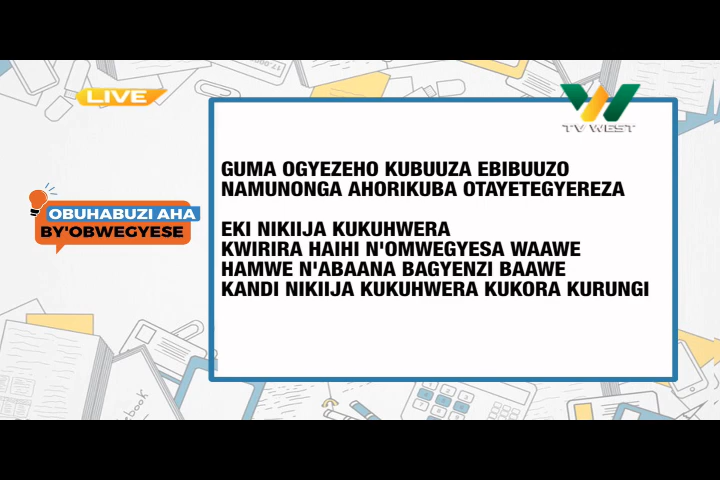 LIVE
TV WEST
GUMA OGYEZEHO KUBUUZA EBIBUUZO
NAMUNONGA AHORIKUBA OTAYETEGYEREZA
OBUHABUZI AHA
BY'OBWEGYESE
EKI NIKIIJA KUKUHWERA
KWIRIRA HAIHI N'OMWEGYESA WAAWE
HAMWE N'ABAANA BAGYENZI BAAWE
KANDI NIKIIJA KUKUHWERA KUKORA KURUNGI